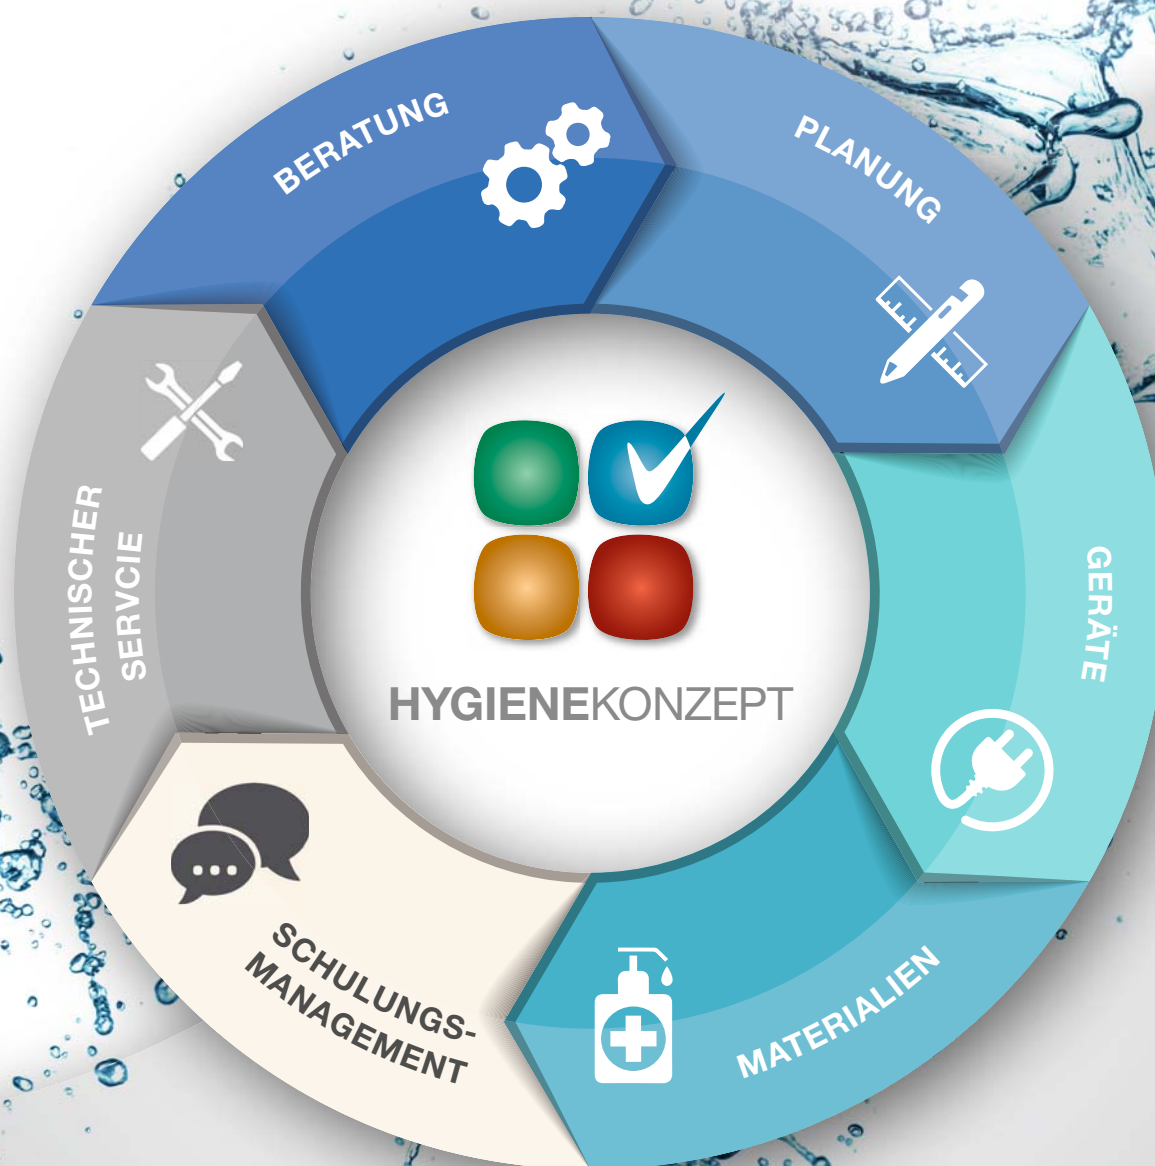 BERATUNG
PLANUNG
GERÄTE
MATERIALIEN
SCHULUNGS-
MANAGEMENT
TECHNISCHER
SERVCIE
HYGIENEKONZEPT